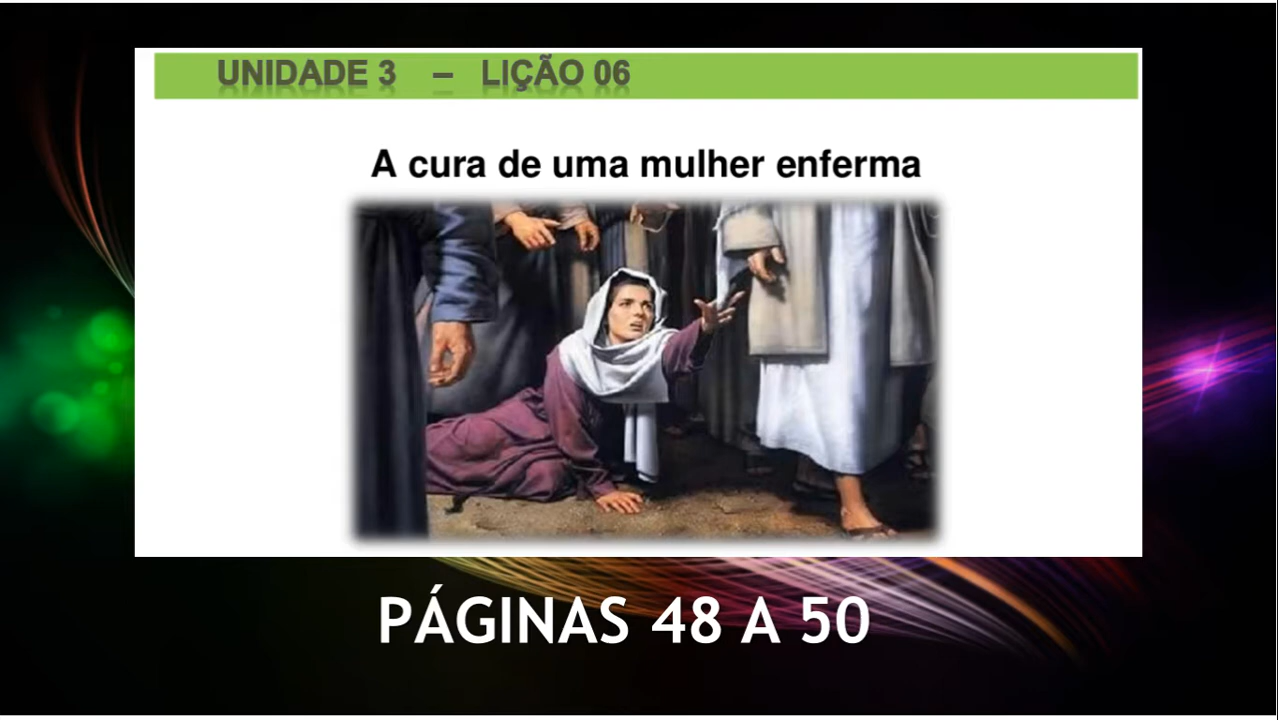 UNIDADE 3 – LIÇÃO 06
A cura de uma mulher enferma
PÁGINAS 48 A 50